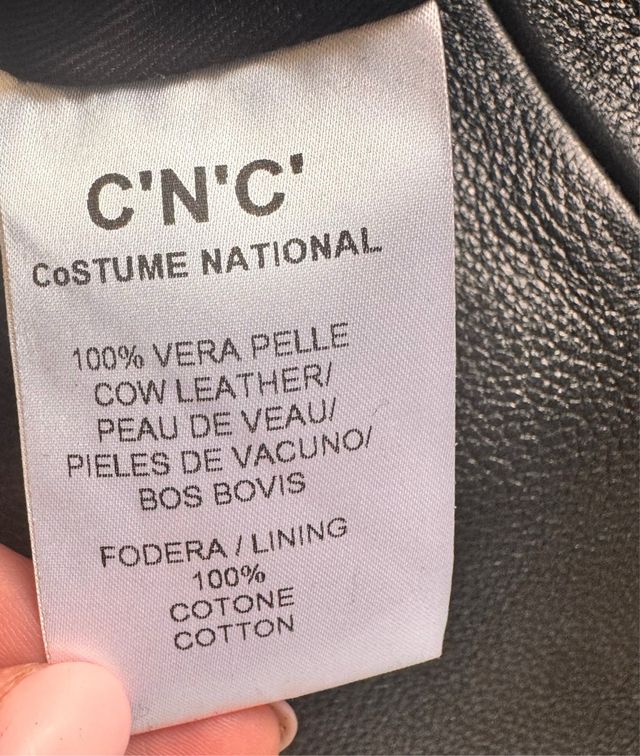 C'N'C'
CoSTUME NATIONAL
100% VERA PELLE
COW LEATHER/
PEAU DE VEAU/
PIELES DE VACUNO/
BOS BOVIS
FODERA / LINING
100%
COTONE
COTTON